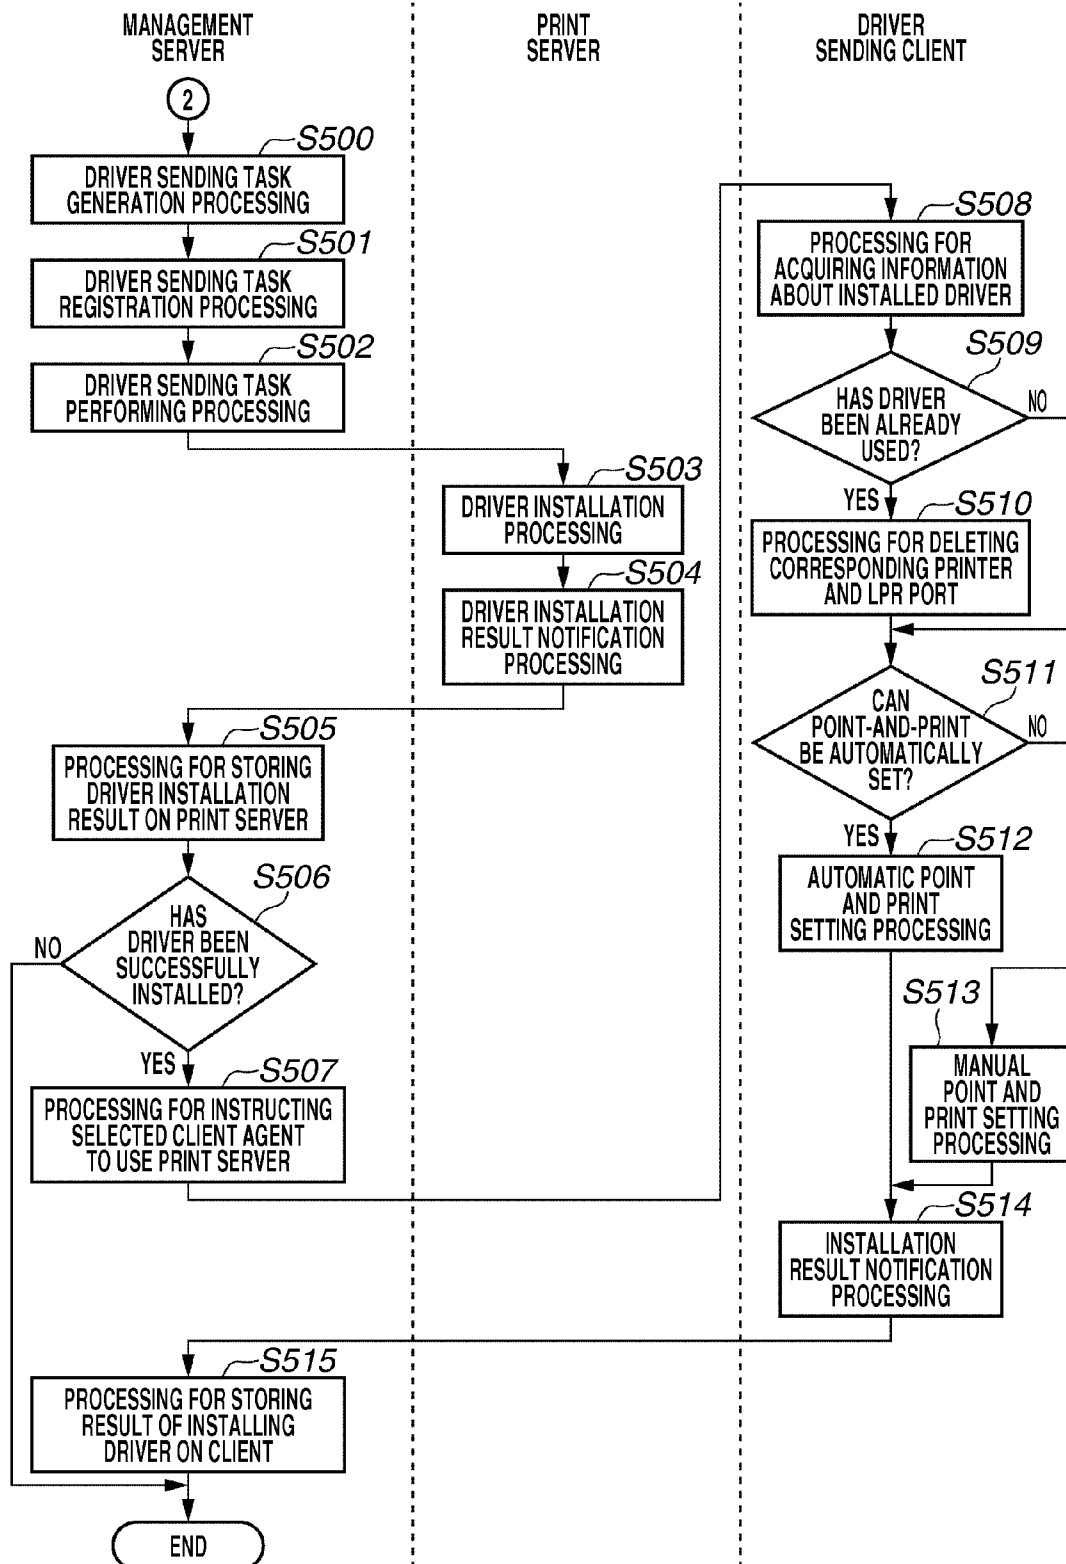 MANAGEMENT
SERVER
PRINT
SERVER
DRIVER
SENDING CLIENT
2
S500
DRIVER SENDING TASK
GENERATION PROCESSING
S501
DRIVER SENDING TASK
REGISTRATION PROCESSING
S502
DRIVER SENDING TASK
PERFORMING PROCESSING
S503
DRIVER INSTALLATION
PROCESSING
S504
DRIVER INSTALLATION
RESULT NOTIFICATION
PROCESSING
S505
PROCESSING FOR STORING
DRIVER INSTALLATION
RESULT ON PRINT SERVER
S506
HAS
DRIVER BEEN
SUCCESSFULLY
INSTALLED?
NO
YES
S507
PROCESSING FOR INSTRUCTING
SELECTED CLIENT AGENT
TO USE PRINT SERVER
S508
PROCESSING FOR
ACQUIRING INFORMATION
ABOUT INSTALLED DRIVER
S509
HAS DRIVER
BEEN ALREADY
USED?
NO
YES
S510
PROCESSING FOR DELETING
CORRESPONDING PRINTER
AND LPR PORT
S511
CAN
POINT-AND-PRINT
BE AUTOMATICALLY
SET?
NO
YES
S512
AUTOMATIC POINT
AND PRINT
SETTING PROCESSING
S513
MANUAL
POINT AND
PRINT SETTING
PROCESSING
S514
INSTALLATION
RESULT NOTIFICATION
PROCESSING
S515
PROCESSING FOR STORING
RESULT OF INSTALLING
DRIVER ON CLIENT
END